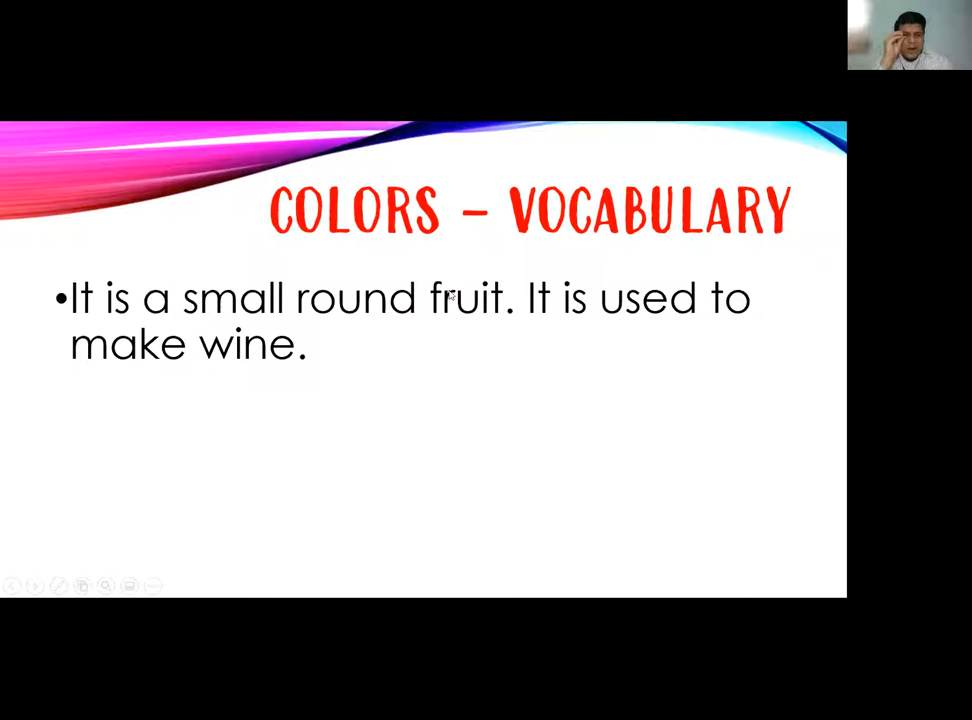 COLORS – VOCABULARY
•It is a small round fruit. It is used to
make wine.